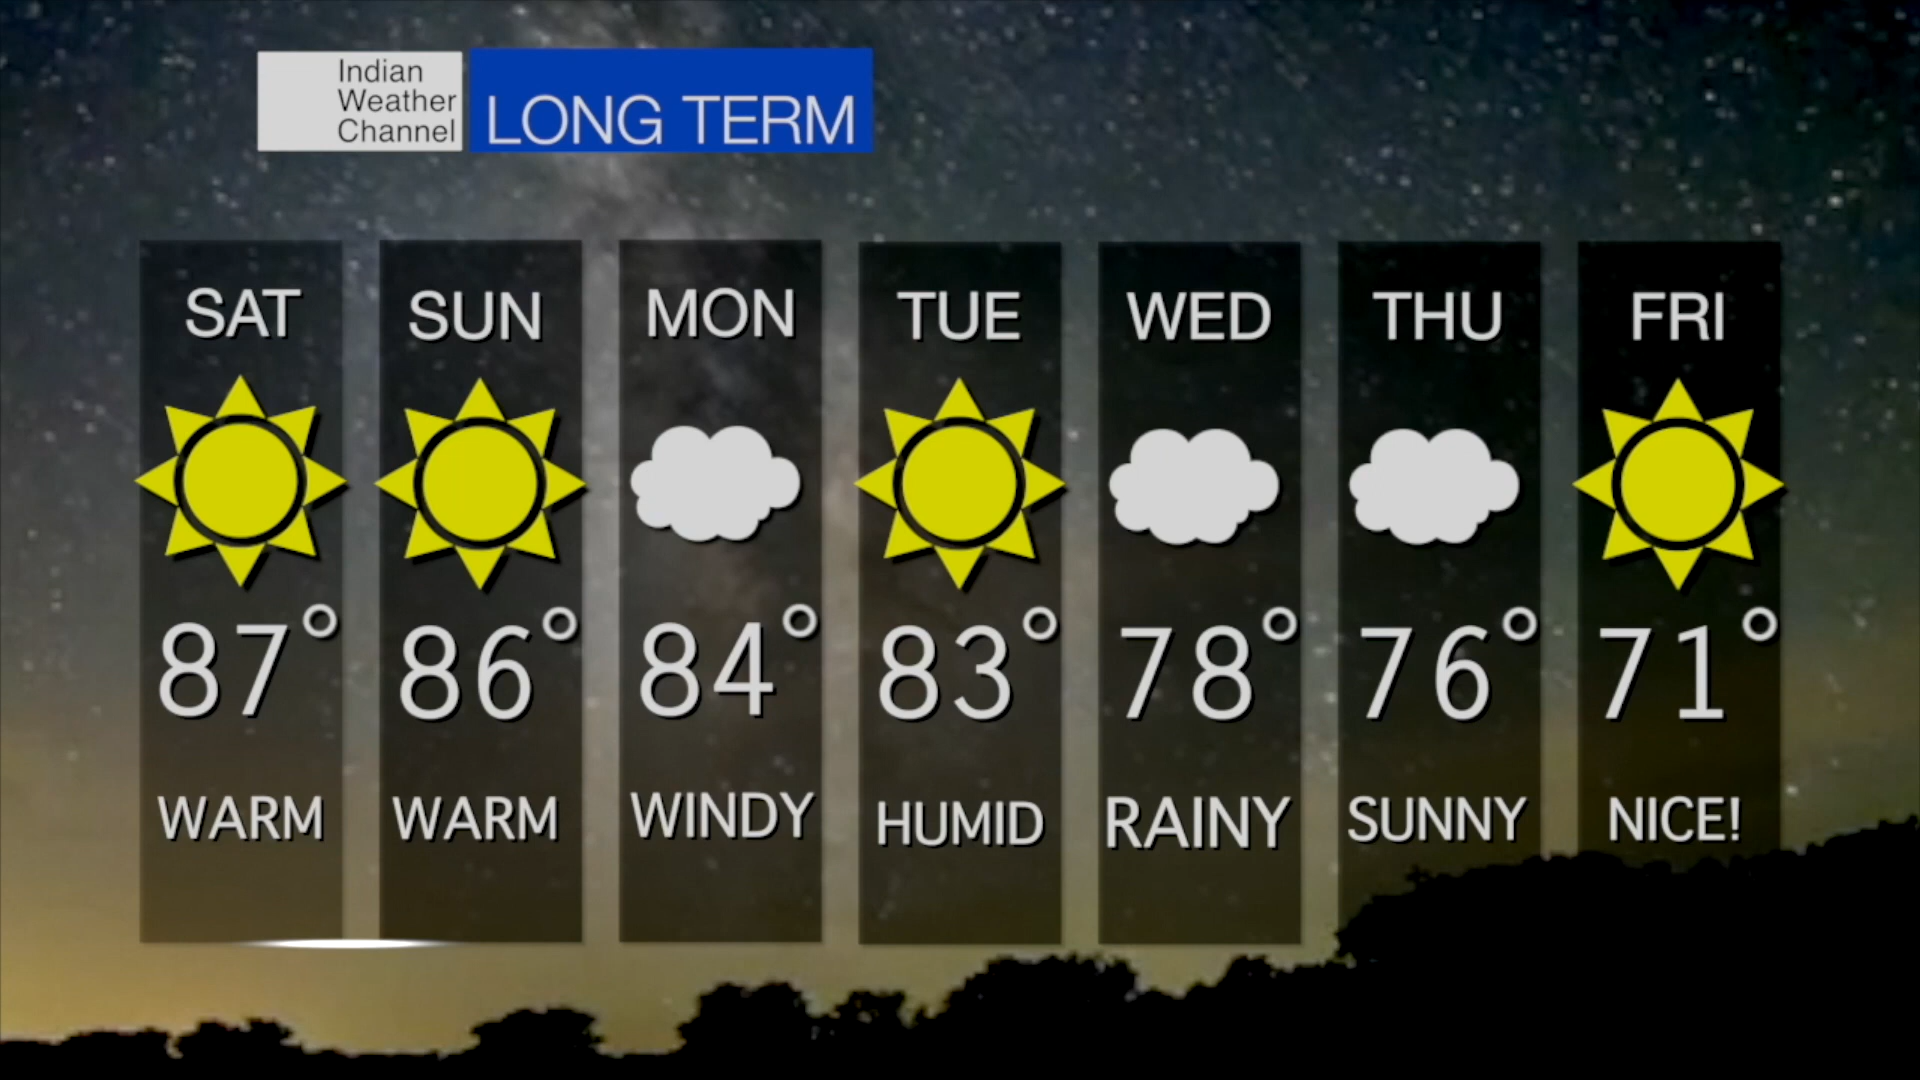 Indian
Weather
Channel
LONG TERM
SAT SUN MON TUE WED THU FRI
87° 86° 84° 83° 78° 76° 71°
WARM WARM WINDY HUMID RAINY SUNNY NICE!